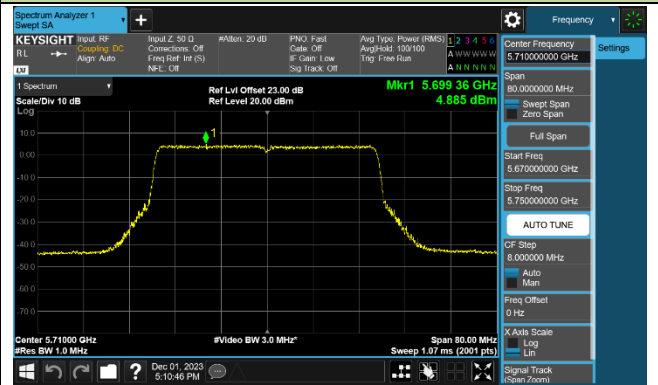 Spectrum Analyzer 1
Swept SA
Frequency
KEYSIGHT
RL
LXI
Input: RF
Coupling: DC
Align: Auto
Input Z: 50 Ω
Corrections: Off
Freq Ref: Int (S)
NFE: Off
#Atten: 20 dB
PNO: Fast
Gate: Off
IF Gain: Low
Sig Track: Off
Avg Type: Power (RMS)
Avg|Hold: 100/100
Trig: Free Run
1 2 3 4 5 6
A W W W W W
A N N N N N
1 Spectrum
Scale/Div 10 dB
Log
Ref Lvl Offset 23.00 dB
Ref Level 20.00 dBm
Mkr1 5.699 36 GHz
4.885 dBm
1
10.0
0.00
-10.0
-20.0
-30.0
-40.0
-50.0
-60.0
-70.0
Center 5.71000 GHz
#Res BW 1.0 MHz
#Video BW 3.0 MHz*
Span 80.00 MHz
Sweep 1.07 ms (2001 pts)
Dec 01, 2023
5:10:46 PM
Center Frequency
5.710000000 GHz
Settings
Span
80.0000000 MHz
Swept Span
Zero Span
Full Span
Start Freq
5.670000000 GHz
Stop Freq
5.750000000 GHz
AUTO TUNE
CF Step
8.000000 MHz
Auto
Man
Freq Offset
0 Hz
X Axis Scale
Log
Lin
Signal Track
(Span Zoom)